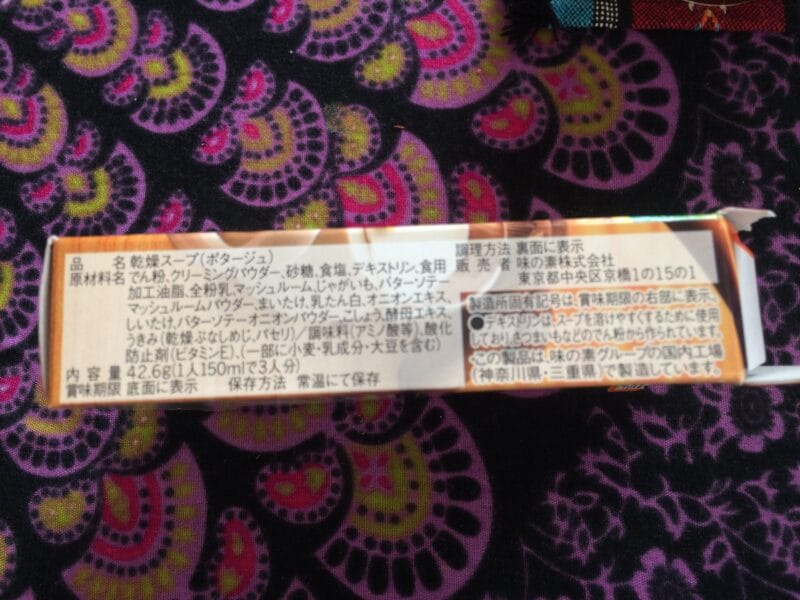 品名 乾燥スープ(ポタージュ)
原材料名 でん粉、クリーミングパウダー、砂糖、食塩、デキストリン、食用
加工油脂、全粉乳、マッシュルーム、じゃがいも、バターソテー
マッシュルームパウダー、まいたけ、乳たん白、オニオンエキス、
しいたけ、バターソテーオニオンパウダー、こしょう、酵母エキス、
うきみ(乾燥ぶなしめじ、パセリ)/調味料(アミノ酸等)、酸化
防止剤(ビタミンE)、(一部に小麦・乳成分・大豆を含む)
内容量 42.6g(1人150mlで3人分)
賞味期限 底面に表示 保存方法 常温にて保存
調理方法 裏面に表示
販売者 味の素株式会社
東京都中央区京橋1の15の1
製造所固有記号は、賞味期限の右部に表示。
●デキストリンは、スープを溶けやすくするために使用
しており、さつまいもなどのでん粉から作られています。
この製品は、味の素グループの国内工場
(神奈川県・三重県)で製造しています。